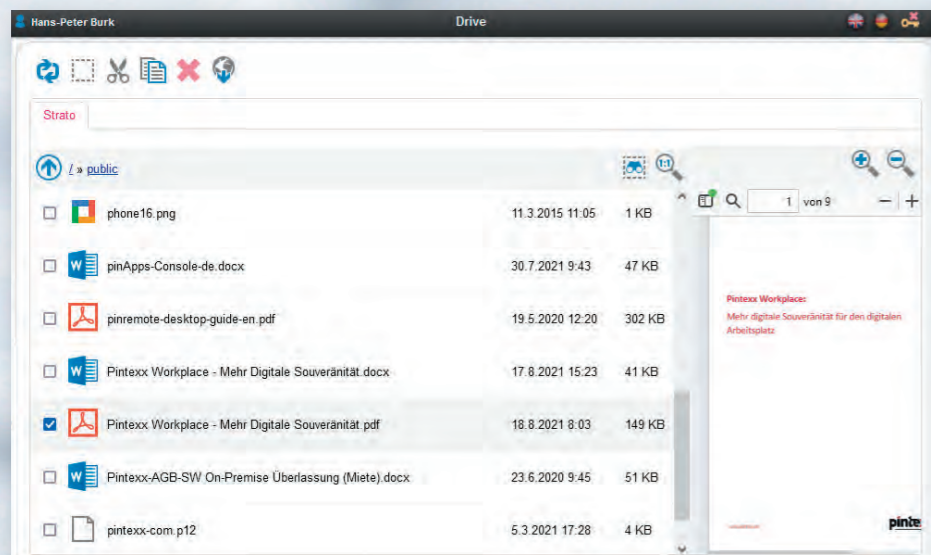 Hans-Peter Burk
Drive
Strato
/ » public
1:1
phone16.png 11.3.2015 11:05 1 KB
1 von 9
pinApps-Console-de.docx 30.7.2021 9:43 47 KB
pinremote-desktop-guide-en.pdf 19.5.2020 12:20 302 KB
Pintexx Workplace - Mehr Digitale Souveränität.docx 17.8.2021 15:23 41 KB
Pintexx Workplace - Mehr Digitale Souveränität.pdf 18.8.2021 8:03 149 KB
Pintexx-AGB-SW On-Premise Überlassung (Miete).docx 23.6.2020 9:45 51 KB
pintexx-com.p12 5.3.2021 17:28 4 KB
Pintexx Workplace:
Mehr digitale Souveränität für den digitalen
Arbeitsplatz
pinte